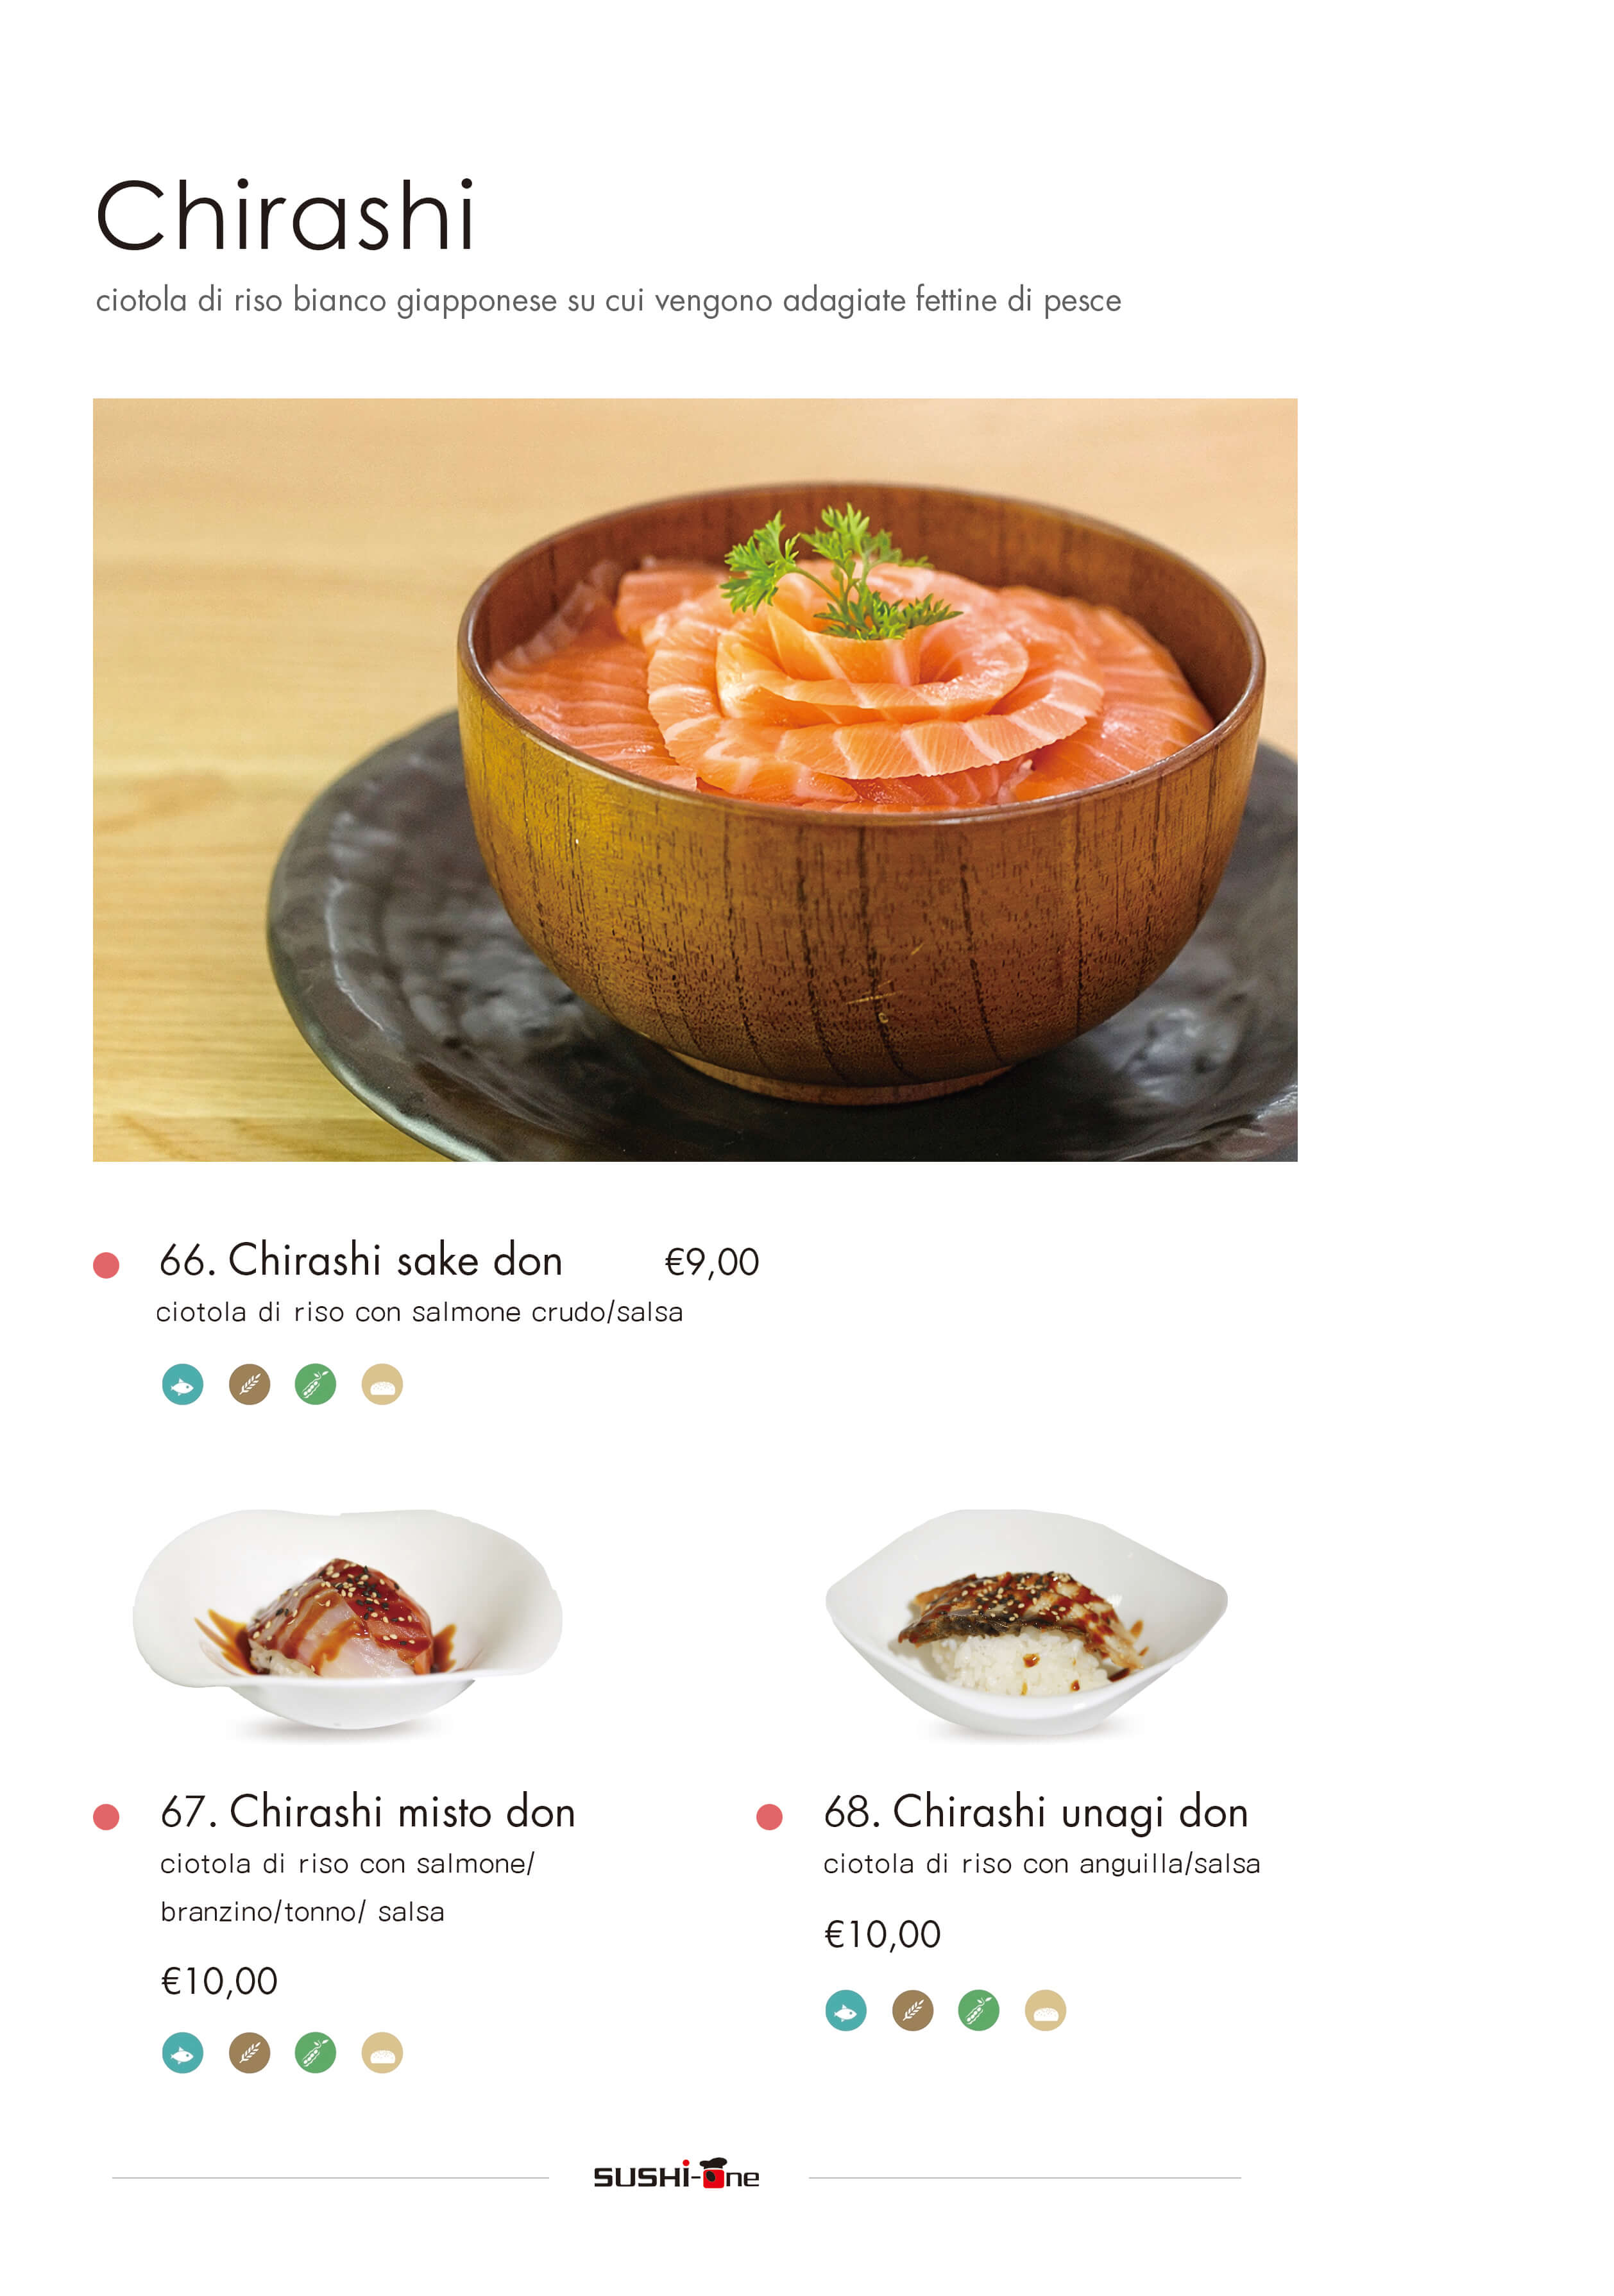 Chirashi
ciotola di riso bianco giapponese su cui vengono adagiate fettine di pesce
66. Chirashi sake don €9,00
ciotola di riso con salmone crudo/salsa
67. Chirashi misto don
ciotola di riso con salmone/
branzino/tonno/ salsa
€10,00
68. Chirashi unagi don
ciotola di riso con anguilla/salsa
€10,00
SUSHi-One